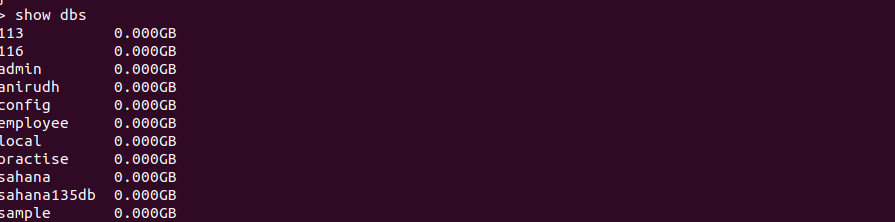 > show dbs
113 0.000GB
116 0.000GB
admin 0.000GB
anirudh 0.000GB
config 0.000GB
employee 0.000GB
local 0.000GB
practise 0.000GB
sahana 0.000GB
sahana135db 0.000GB
sample 0.000GB